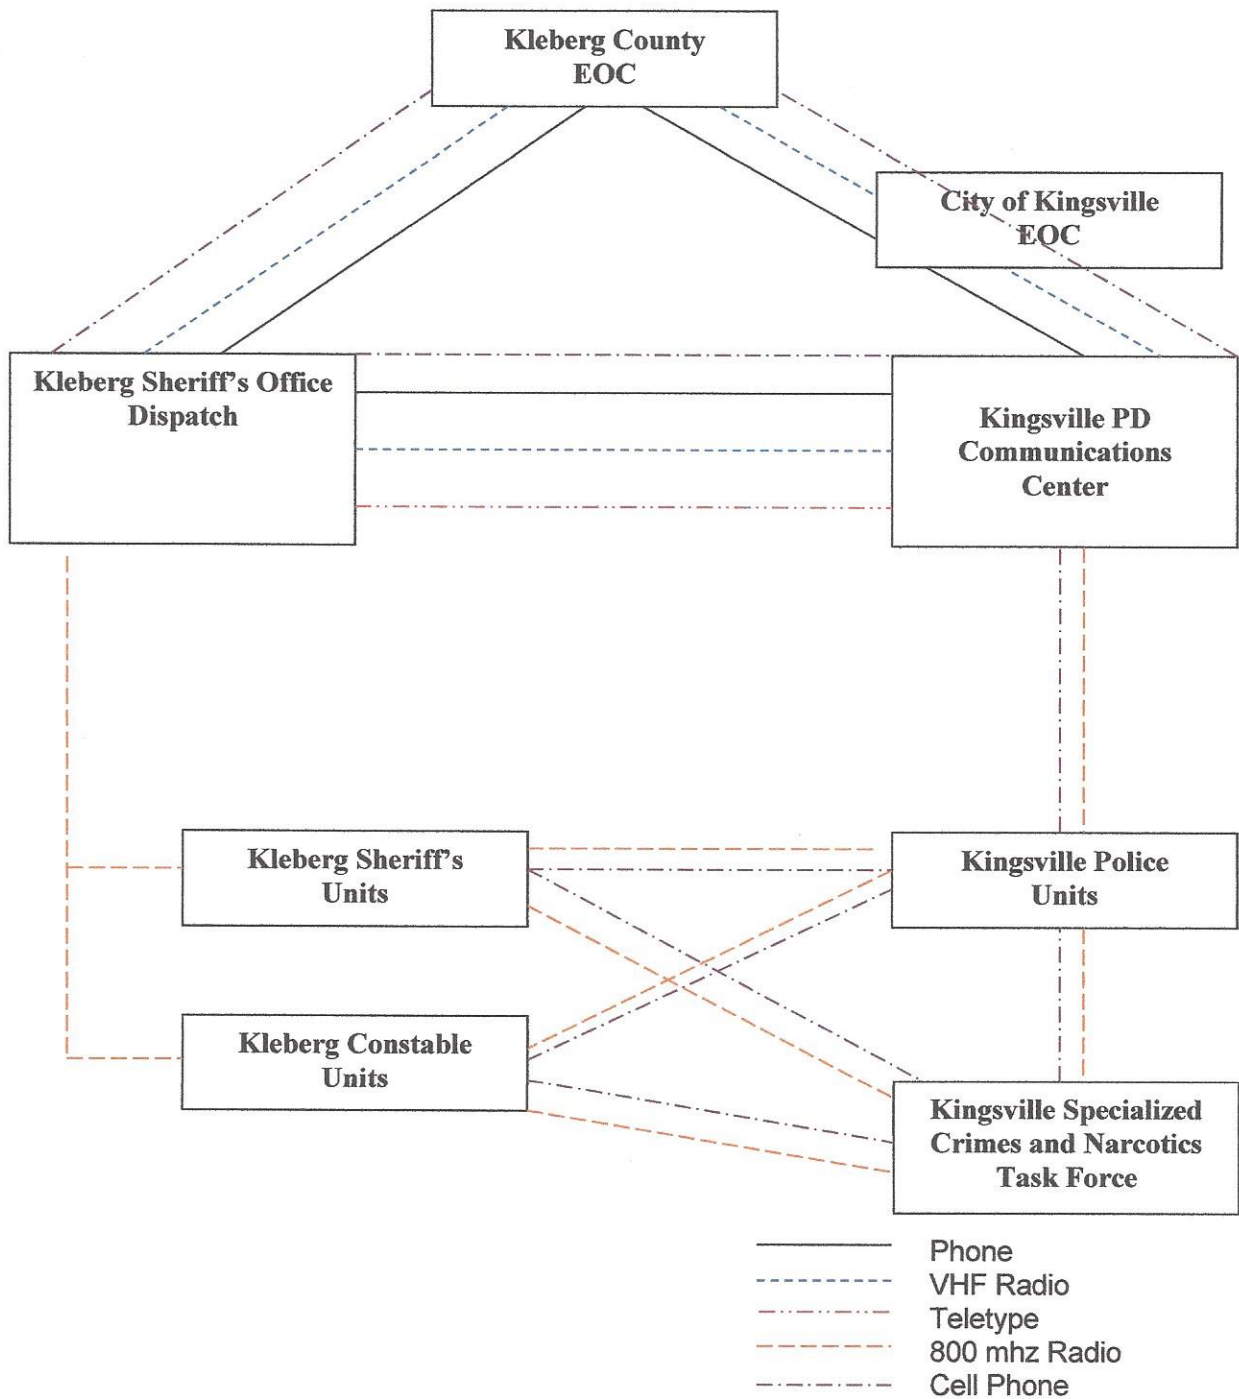 Kleberg County
EOC
City of Kingsville
EOC
Kleberg Sheriff's Office
Dispatch
Kingsville PD
Communications
Center
Kleberg Sheriff's
Units
Kingsville Police
Units
Kleberg Constable
Units
Kingsville Specialized
Crimes and Narcotics
Task Force
Phone
VHF Radio
Teletype
800 mhz Radio
Cell Phone